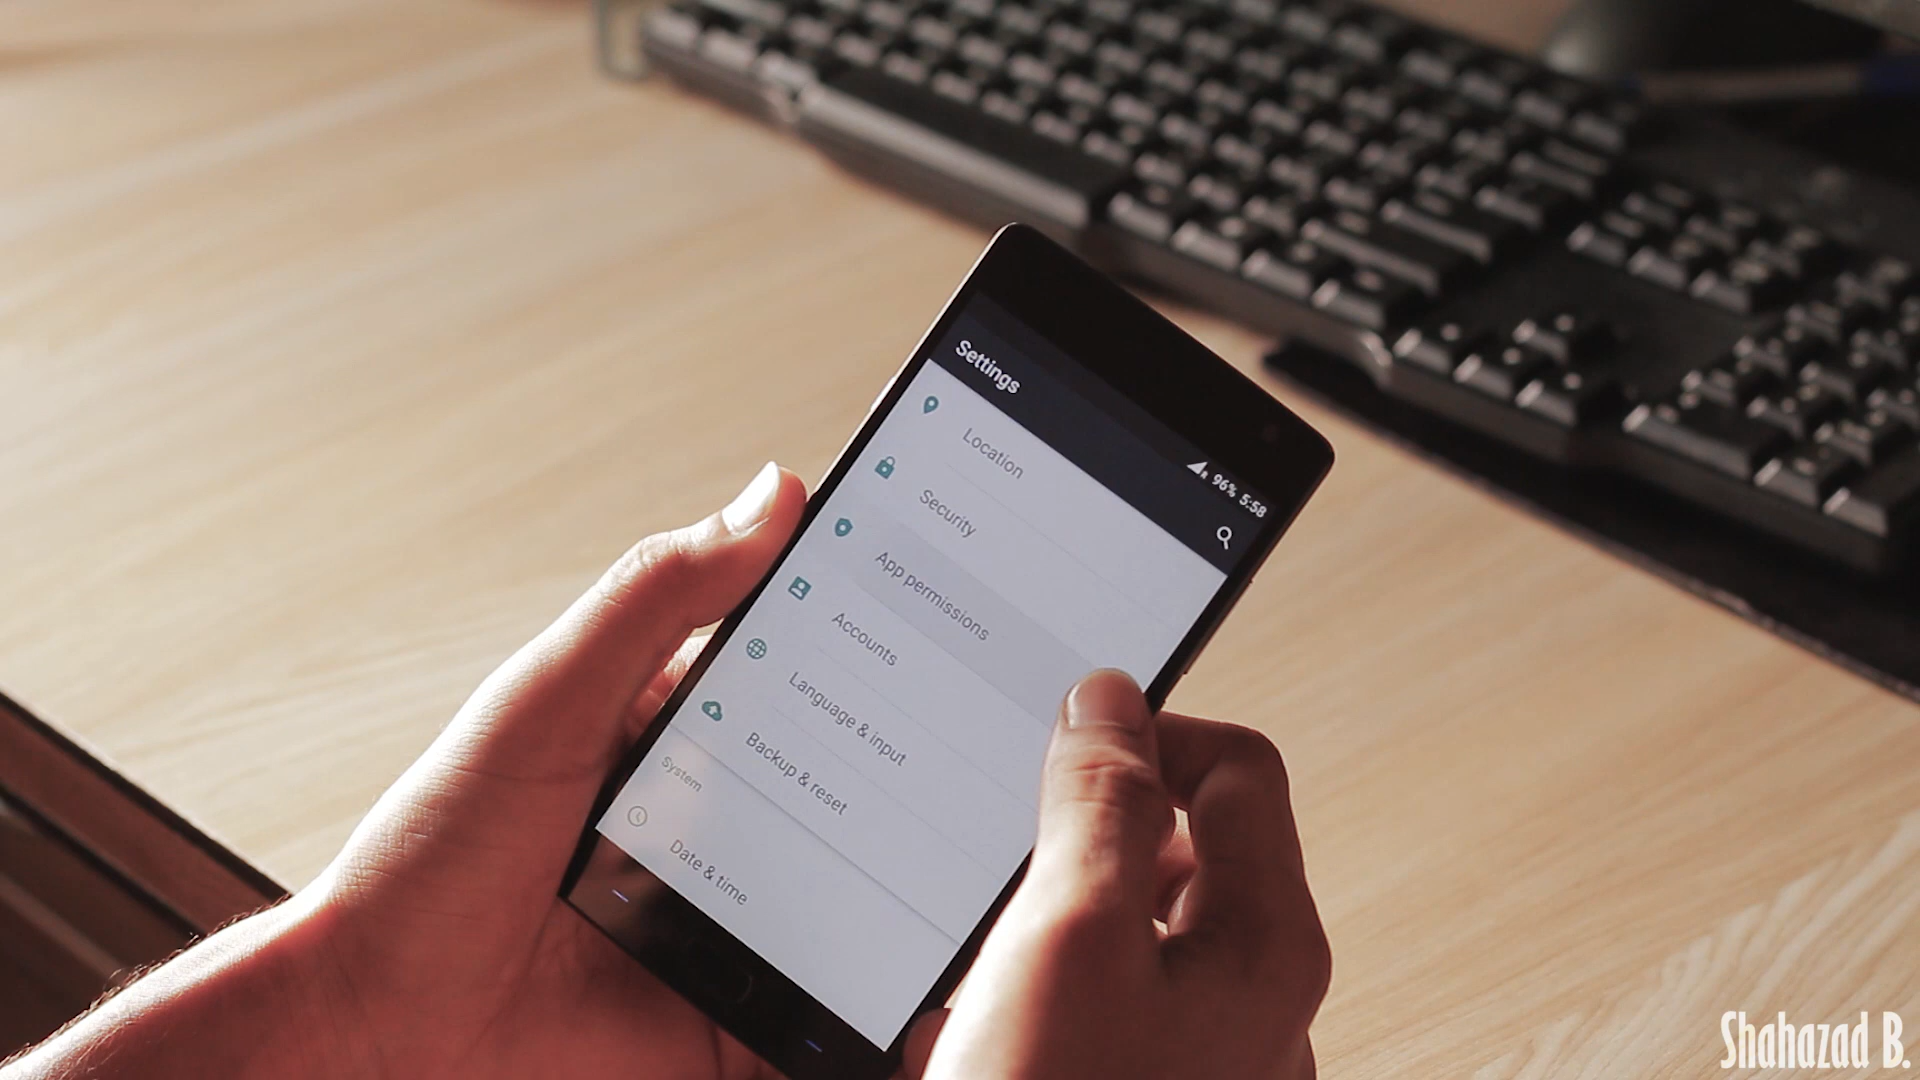 96% 5:58
Settings
Location
Security
App permissions
Accounts
Language & input
Backup & reset
System
Date & time
Shahazad B.